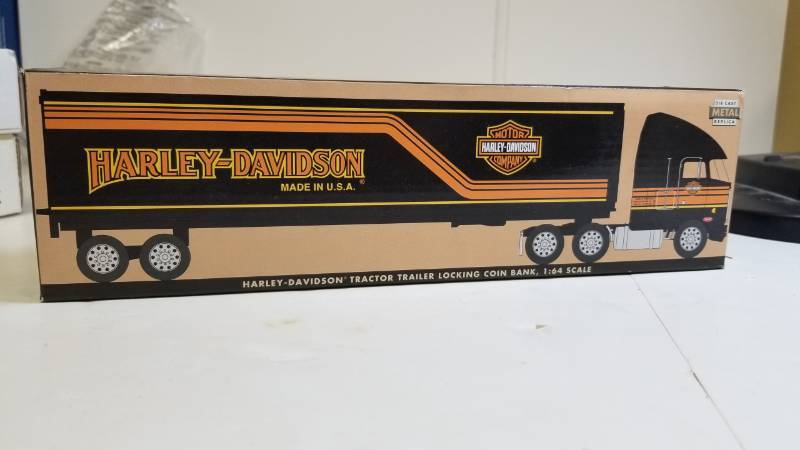 DIE CAST
METAL
REPLICA
HARLEY-DAVIDSON®
MADE IN U.S.A.
MOTOR
HARLEY-DAVIDSON
COMPANY
HARLEY-DAVIDSON® TRACTOR TRAILER LOCKING COIN BANK, 1:64 SCALE